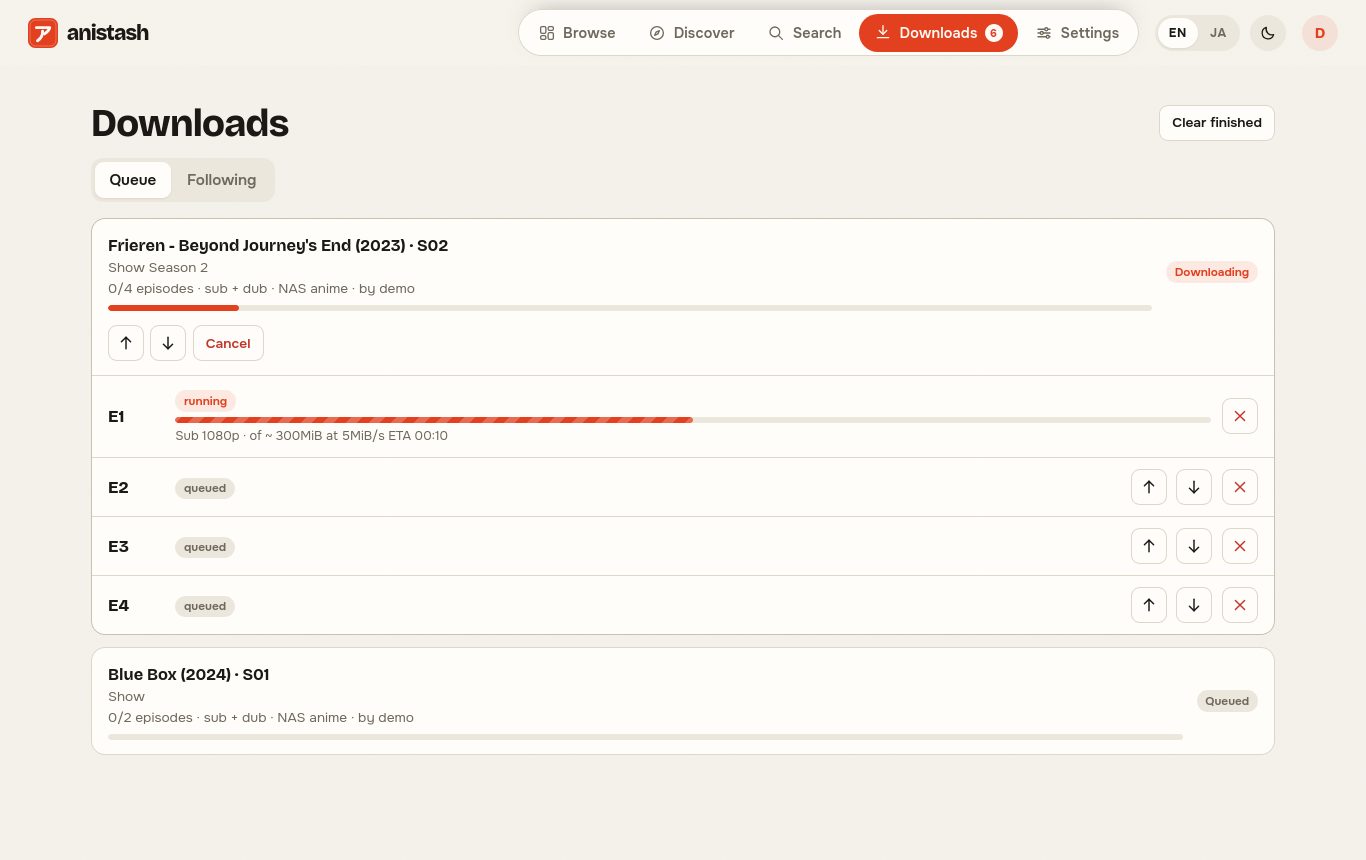 anistash
Browse
Discover
Search
Downloads 6
Settings
EN
JA
D
Downloads
Clear finished
Queue
Following
Frieren - Beyond Journey's End (2023) · S02
Show Season 2
0/4 episodes · sub + dub · NAS anime · by demo
Downloading
Cancel
E1
running
Sub 1080p · of ~ 300MiB at 5MiB/s ETA 00:10
E2
queued
E3
queued
E4
queued
Blue Box (2024) · S01
Show
0/2 episodes · sub + dub · NAS anime · by demo
Queued